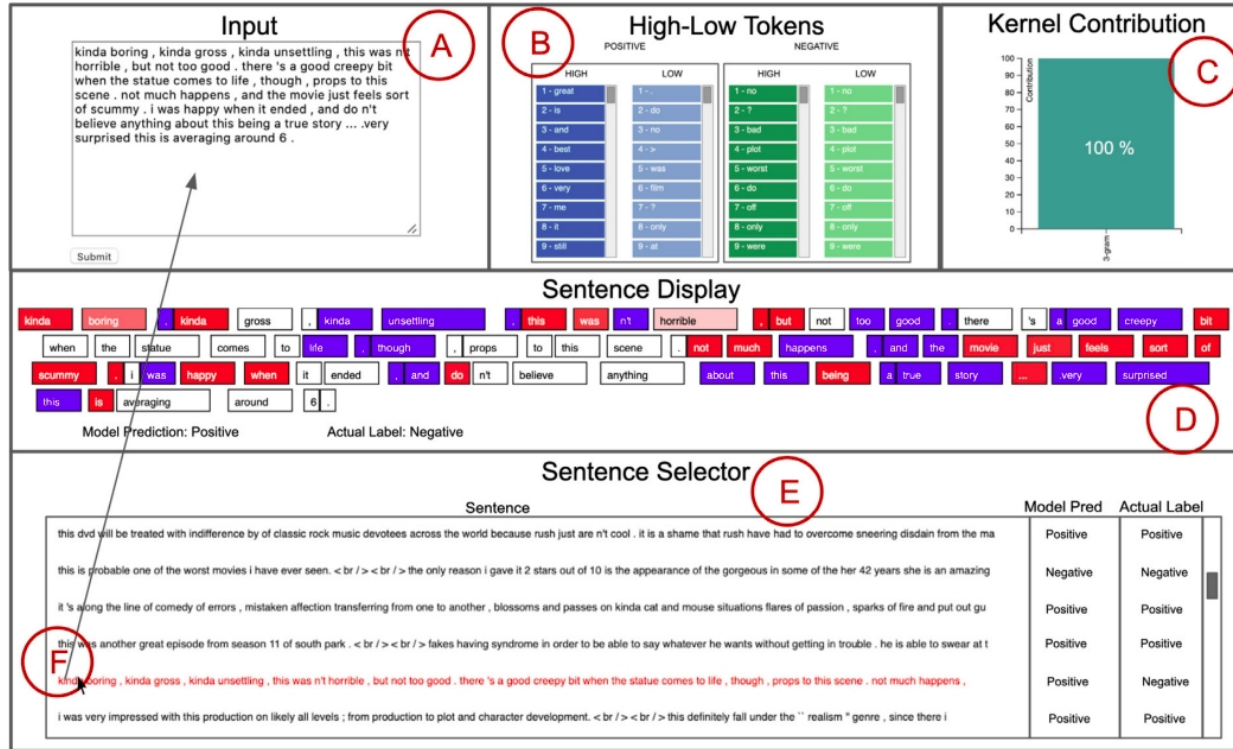 Input
A
kinda boring , kinda gross , kinda unsettling , this was n't
horrible , but not too good . there 's a good creepy bit
when the statue comes to life , though , props to this
scene . not much happens , and the movie just feels sort
of scummy . i was happy when it ended , and do n't
believe anything about this being a true story ... .very
surprised this is averaging around 6 .
Submit
B
High-Low Tokens
POSITIVE NEGATIVE
HIGH LOW HIGH LOW
1 - great 1 - . 1 - no 1 - no
2 - is 2 - do 2 - ? 2 - ?
3 - and 3 - no 3 - bad 3 - bad
4 - best 4 - > 4 - plot 4 - plot
5 - love 5 - was 5 - worst 5 - worst
6 - very 6 - film 6 - do 6 - do
7 - me 7 - ? 7 - off 7 - off
8 - it 8 - only 8 - only 8 - only
9 - still 9 - at 9 - were 9 - were
Kernel Contribution
C
Contribution
100
90
80
70
60
50
40
30
20
10
0
100 %
3-gram
Sentence Display
kinda boring , kinda gross , kinda unsettling , this was n't horrible , but not too good . there 's a good creepy bit
when the statue comes to life , though , props to this scene . not much happens , and the movie just feels sort of
scummy . i was happy when it ended , and do n't believe anything about this being a true story ... .very surprised
this is averaging around 6 .
Model Prediction: Positive Actual Label: Negative
D
Sentence Selector
E
Sentence Model Pred Actual Label
this dvd will be treated with indifference by of classic rock music devotees across the world because rush just are n't cool . it is a shame that rush have had to overcome sneering disdain from the ma Positive Positive
this is probable one of the worst movies i have ever seen. < br / > < br / > the only reason i gave it 2 stars out of 10 is the appearance of the gorgeous in some of the her 42 years she is an amazing Negative Negative
it 's along the line of comedy of errors , mistaken affection transferring from one to another , blossoms and passes on kinda cat and mouse situations flares of passion , sparks of fire and put out gu Positive Positive
this was another great episode from season 11 of south park . < br / > < br / > fakes having syndrome in order to be able to say whatever he wants without getting in trouble . he is able to swear at t Positive Positive
F
kinda boring , kinda gross , kinda unsettling , this was n't horrible , but not too good . there 's a good creepy bit when the statue comes to life , though , props to this scene . not much happens , Positive Negative
i was very impressed with this production on likely all levels ; from production to plot and character development. < br / > < br / > this definitely fall under the `` realism " genre , since there i Positive Positive